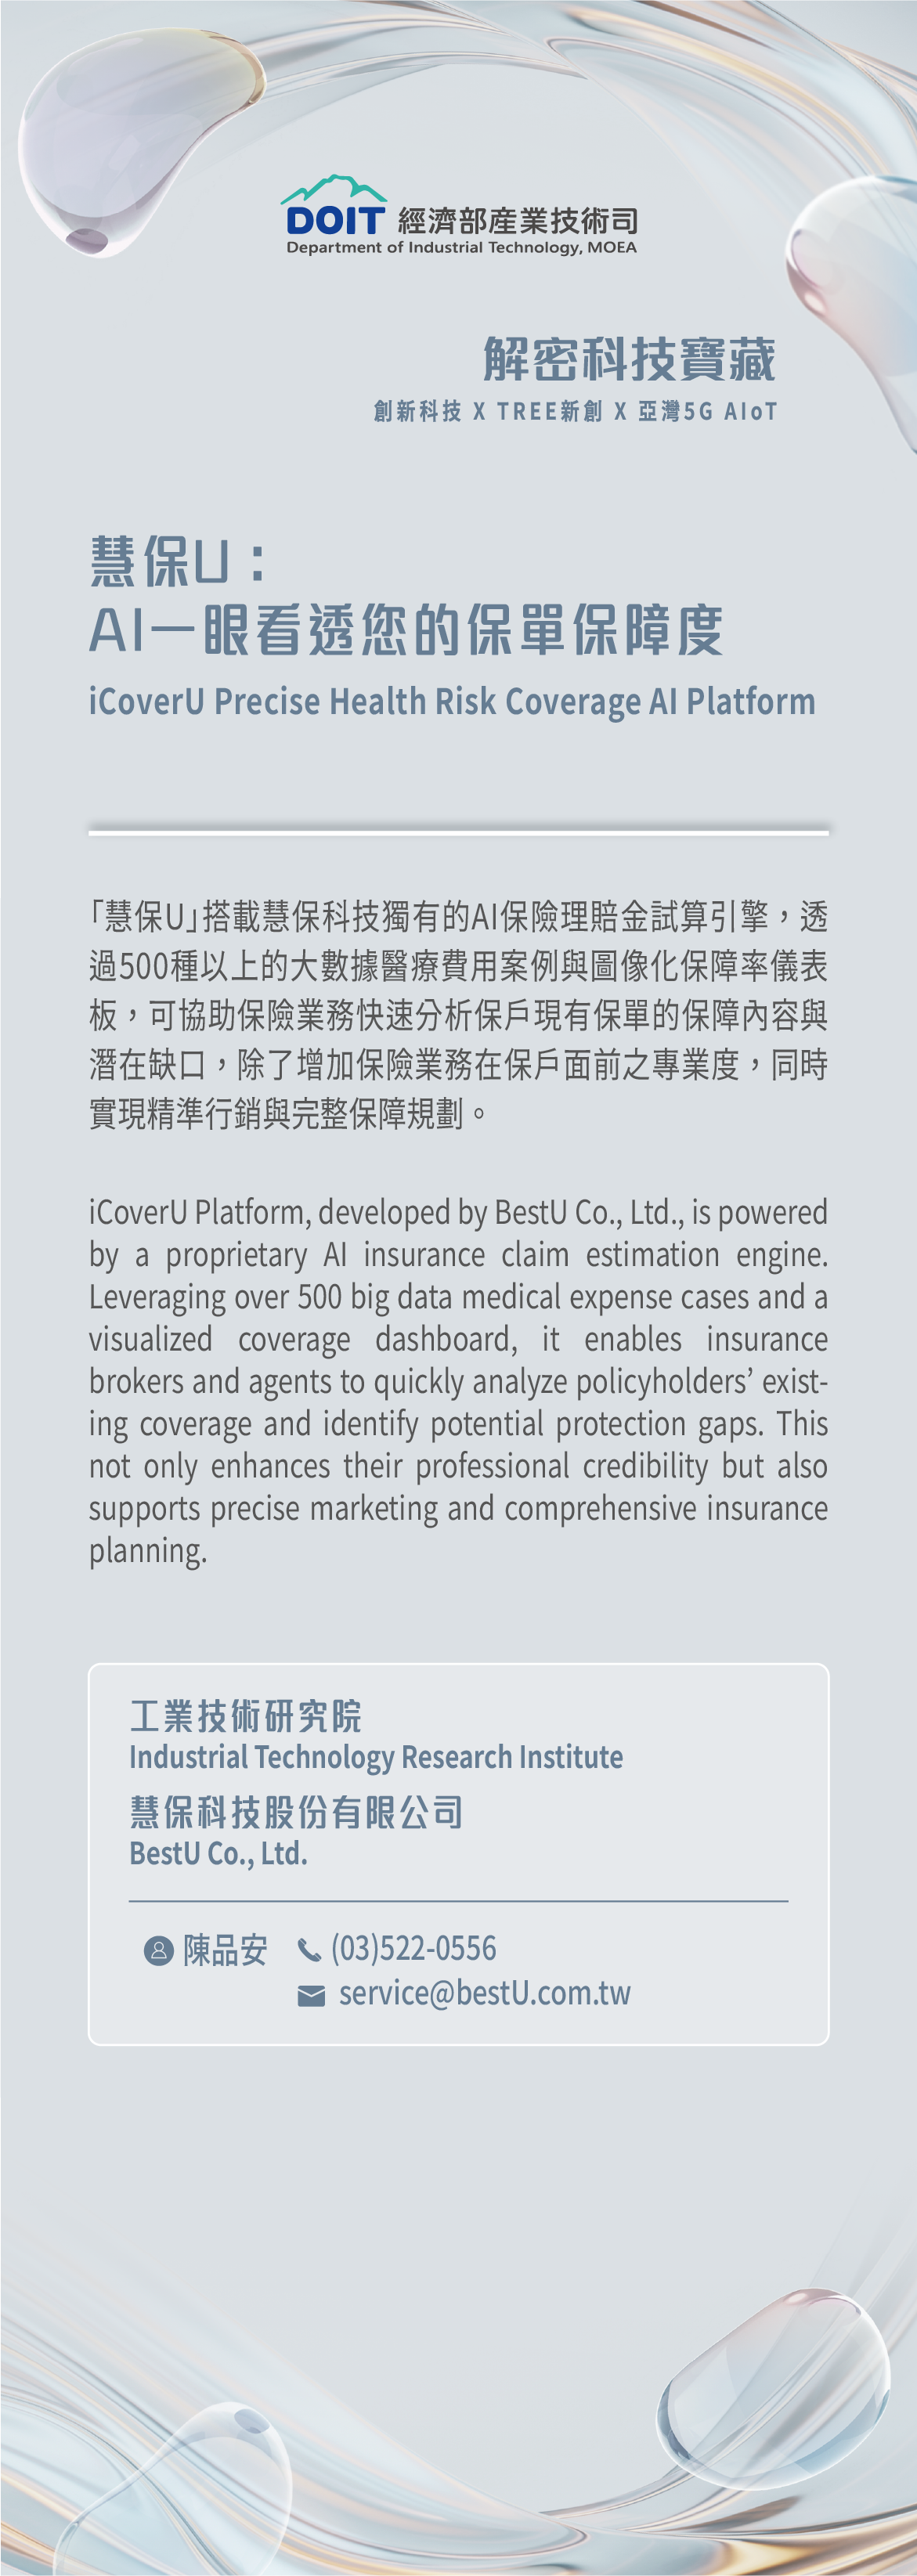 DOIT 經濟部產業技術司
Department of Industrial Technology, MOEA
解密科技寶藏
創新科技 X TREE新創 X 亞灣5G AIoT
慧保U：
AI一眼看透您的保單保障度
iCoverU Precise Health Risk Coverage AI Platform
「慧保U」搭載慧保科技獨有的AI保險理賠金試算引擎，透
過500種以上的大數據醫療費用案例與圖像化保障率儀表
板，可協助保險業務快速分析保戶現有保單的保障內容與
潛在缺口，除了增加保險業務在保戶面前之專業度，同時
實現精準行銷與完整保障規劃。
iCoverU Platform, developed by BestU Co., Ltd., is powered
by a proprietary AI insurance claim estimation engine.
Leveraging over 500 big data medical expense cases and a
visualized coverage dashboard, it enables insurance
brokers and agents to quickly analyze policyholders’ exist-
ing coverage and identify potential protection gaps. This
not only enhances their professional credibility but also
supports precise marketing and comprehensive insurance
planning.
工業技術研究院
Industrial Technology Research Institute
慧保科技股份有限公司
BestU Co., Ltd.
陳品安 (03)522-0556
service@bestU.com.tw